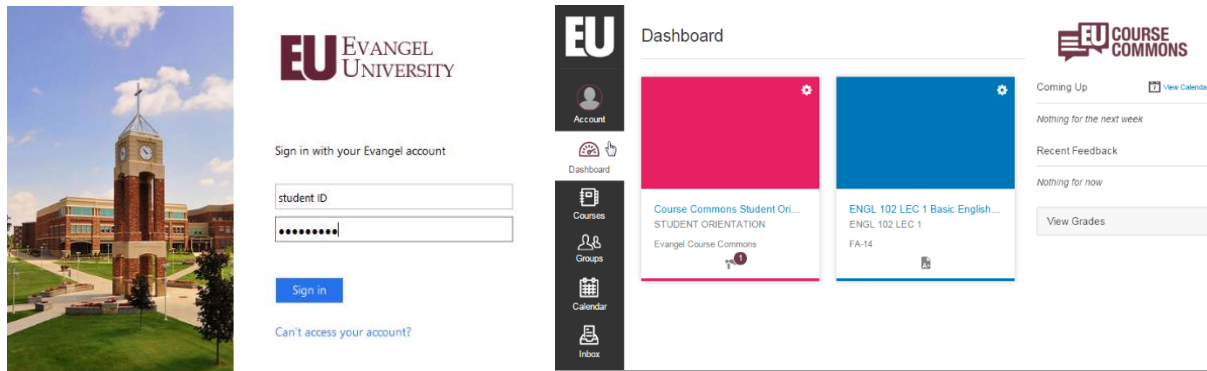 EU EVANGEL
UNIVERSITY
Sign in with your Evangel account
student ID
•••••••••
Sign in
Can't access your account?
EU
Account
Dashboard
Courses
Groups
Calendar
Inbox
Dashboard
Course Commons Student Ori...
STUDENT ORIENTATION
Evangel Course Commons
1
ENGL 102 LEC 1 Basic English...
ENGL 102 LEC 1
FA-14
EU COURSE
COMMONS
Coming Up
7 View Calendar
Nothing for the next week
Recent Feedback
Nothing for now
View Grades